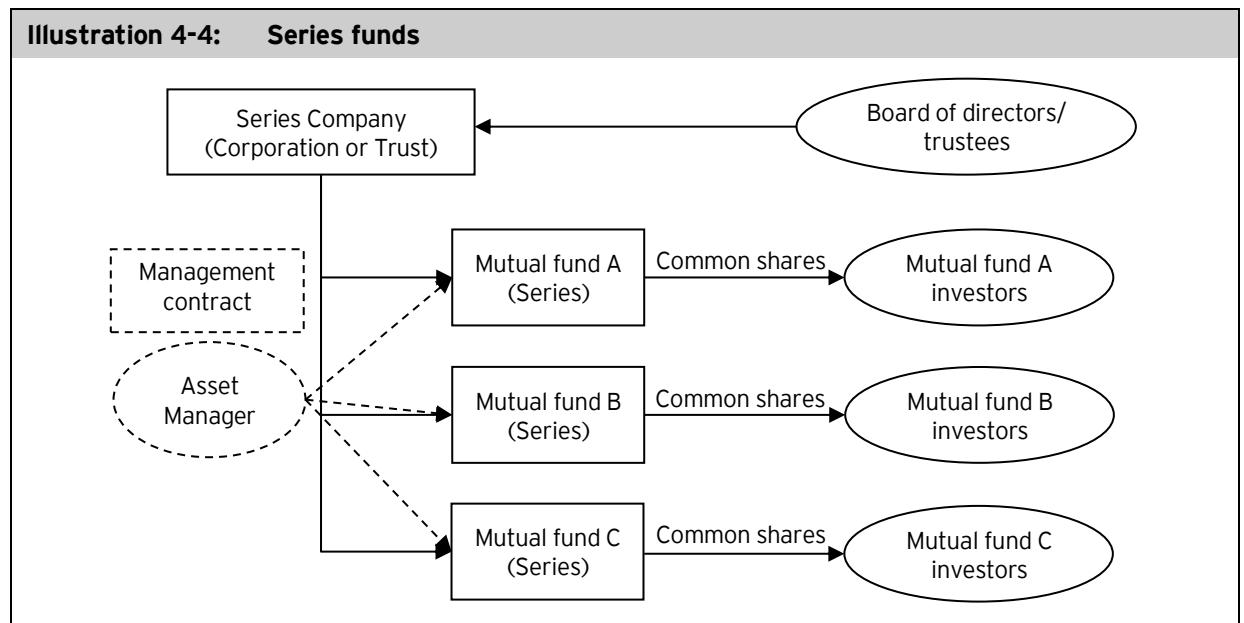 Illustration 4-4: Series funds
Series Company
(Corporation or Trust)
Board of directors/
trustees
Management
contract
Asset
Manager
Mutual fund A
(Series)
Common shares
Mutual fund A
investors
Mutual fund B
(Series)
Common shares
Mutual fund B
investors
Mutual fund C
(Series)
Common shares
Mutual fund C
investors